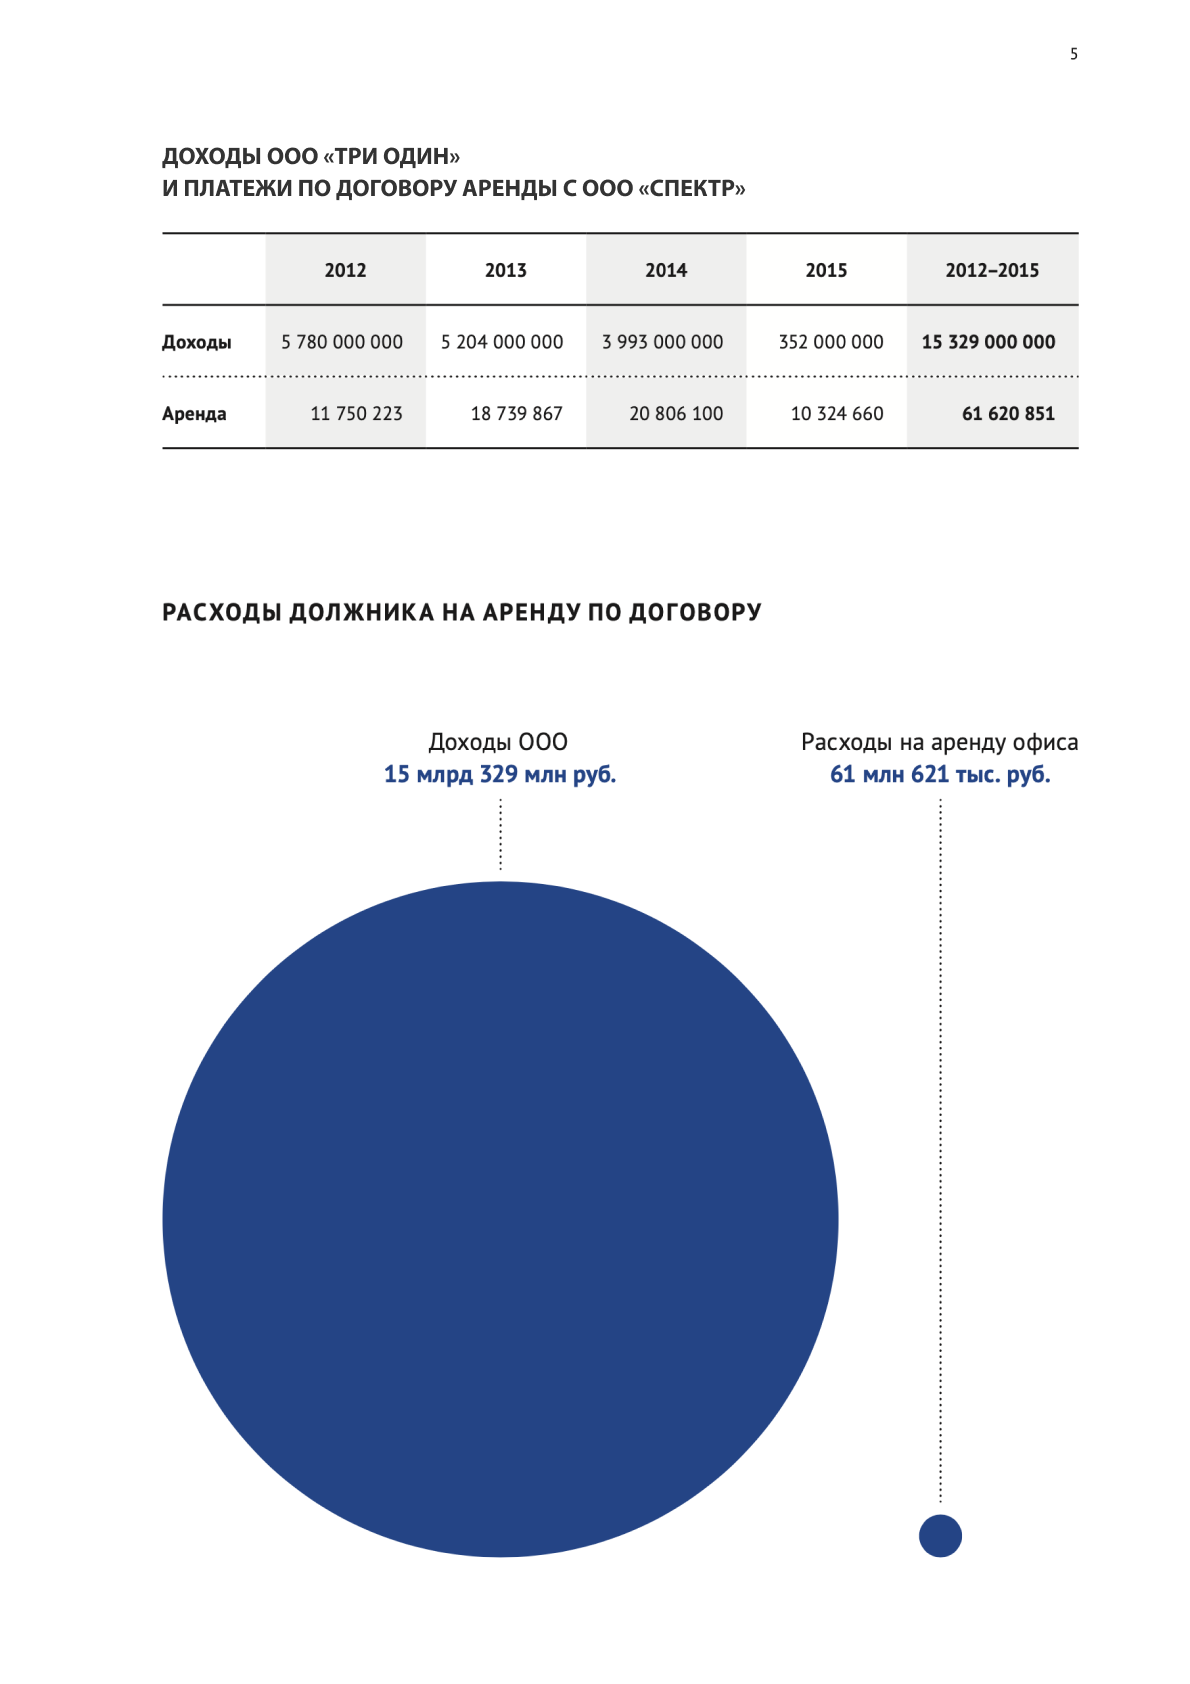 5
ДОХОДЫ ООО «ТРИ ОДИН»
И ПЛАТЕЖИ ПО ДОГОВОРУ АРЕНДЫ С ООО «СПЕКТР»
2012 2013 2014 2015 2012–2015
Доходы 5 780 000 000 5 204 000 000 3 993 000 000 352 000 000 15 329 000 000
Аренда 11 750 223 18 739 867 20 806 100 10 324 660 61 620 851
РАСХОДЫ ДОЛЖНИКА НА АРЕНДУ ПО ДОГОВОРУ
Доходы ООО
15 млрд 329 млн руб.
Расходы на аренду офиса
61 млн 621 тыс. руб.